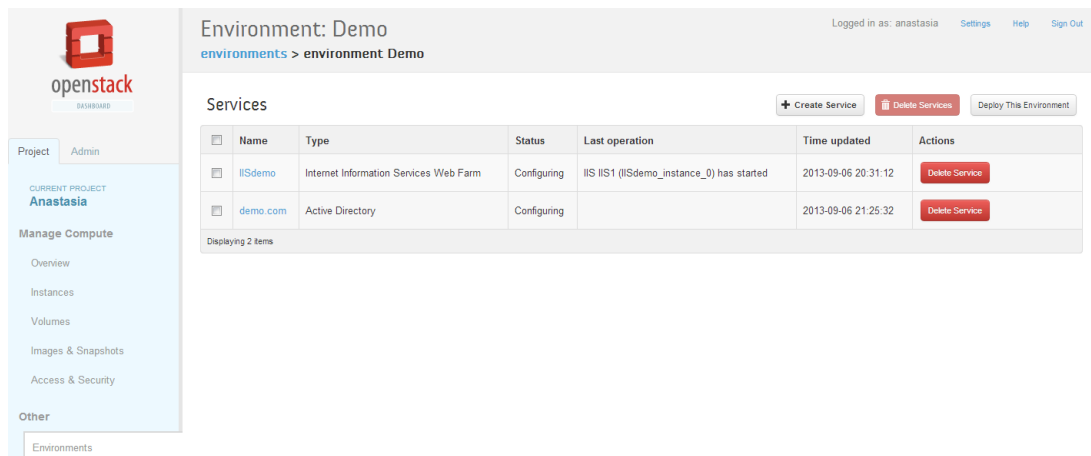 openstack
DASHBOARD
Project Admin
CURRENT PROJECT
Anastasia
Manage Compute
Overview
Instances
Volumes
Images & Snapshots
Access & Security
Other
Environments
Environment: Demo
Logged in as: anastasia Settings Help Sign Out
environments > environment Demo
Services
+ Create Service Delete Services Deploy This Environment
Name Type Status Last operation Time updated Actions
IISdemo Internet Information Services Web Farm Configuring IIS IIS1 (IISdemo_instance_0) has started 2013-09-06 20:31:12 Delete Service
demo.com Active Directory Configuring 2013-09-06 21:25:32 Delete Service
Displaying 2 items